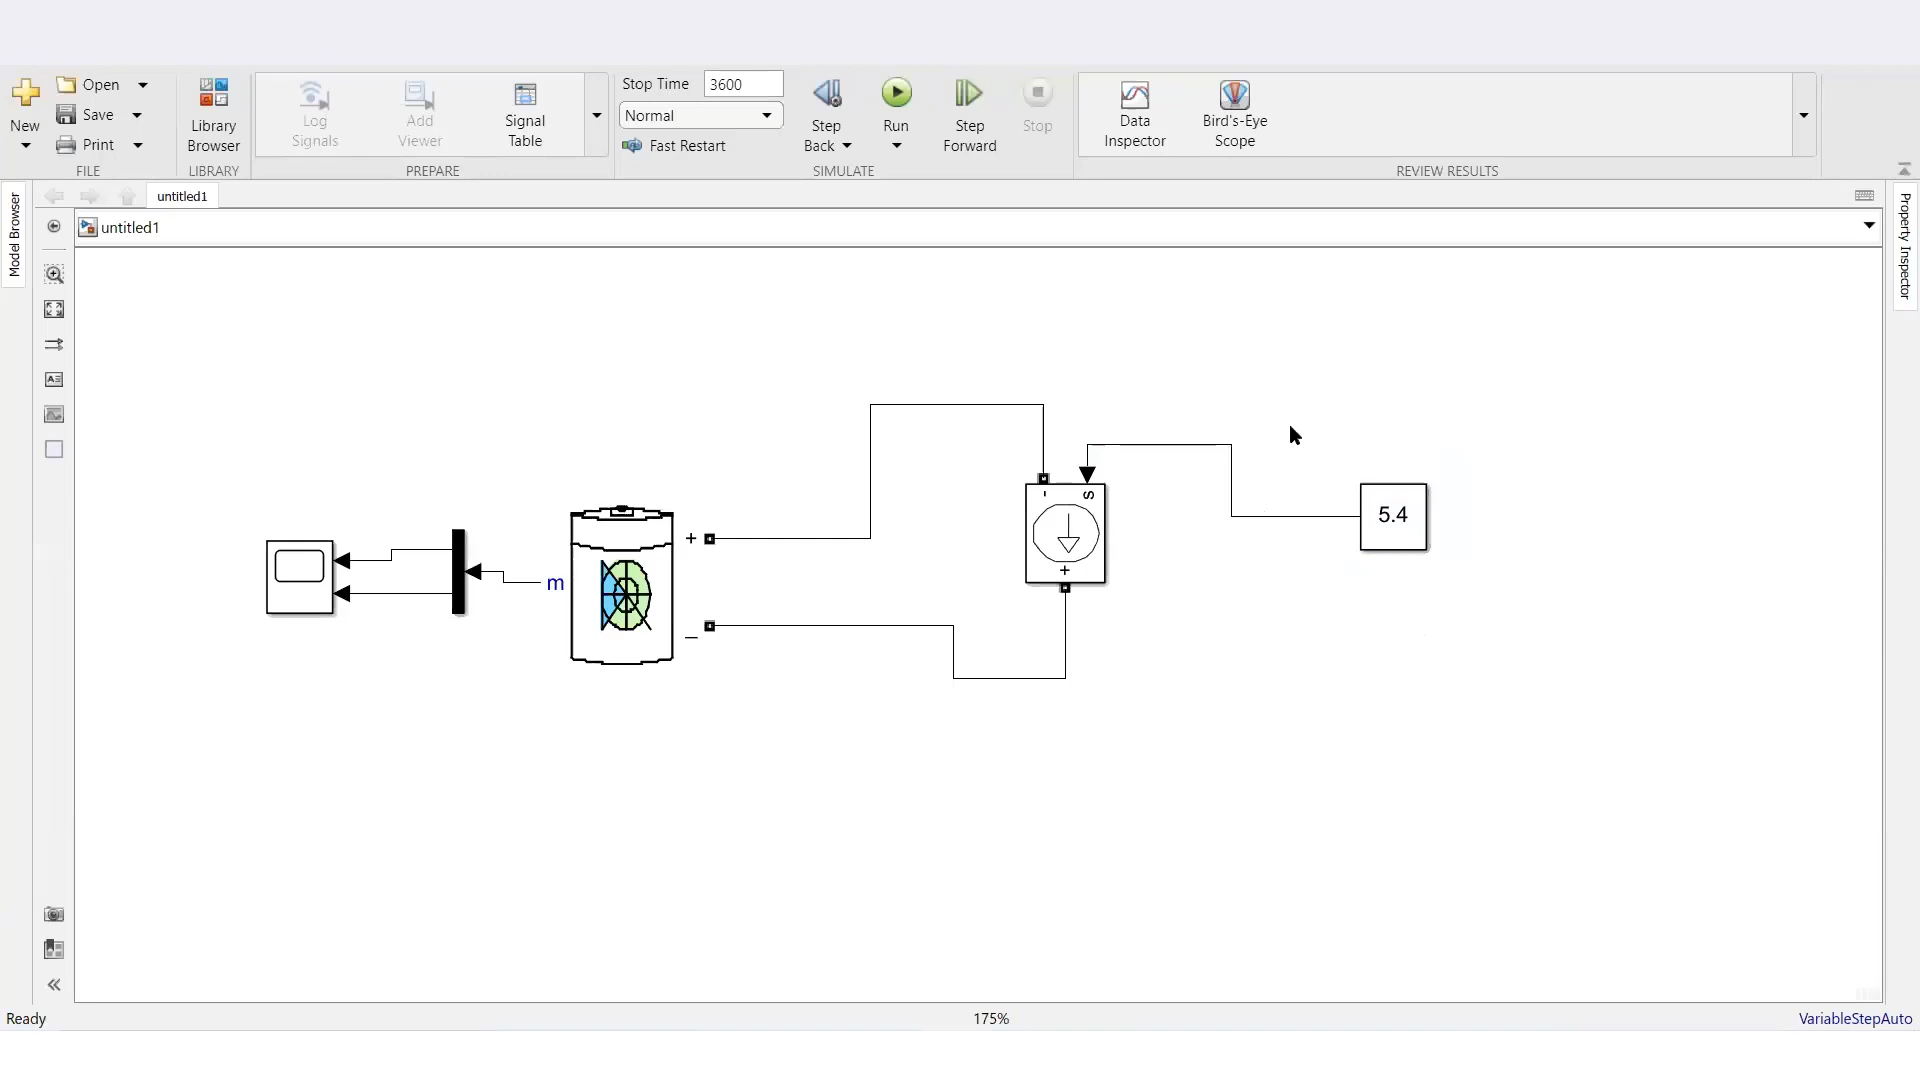 New
Open
Save
Print
FILE
Library
Browser
LIBRARY
Log
Signals
Add
Viewer
Signal
Table
PREPARE
Stop Time 3600
Normal
Fast Restart
Step
Back
Run
Step
Forward
Stop
SIMULATE
Data
Inspector
Bird's-Eye
Scope
REVIEW RESULTS
Model Browser
untitled1
untitled1
Property Inspector
- s
+
5.4
+
m
–
Ready
175%
VariableStepAuto